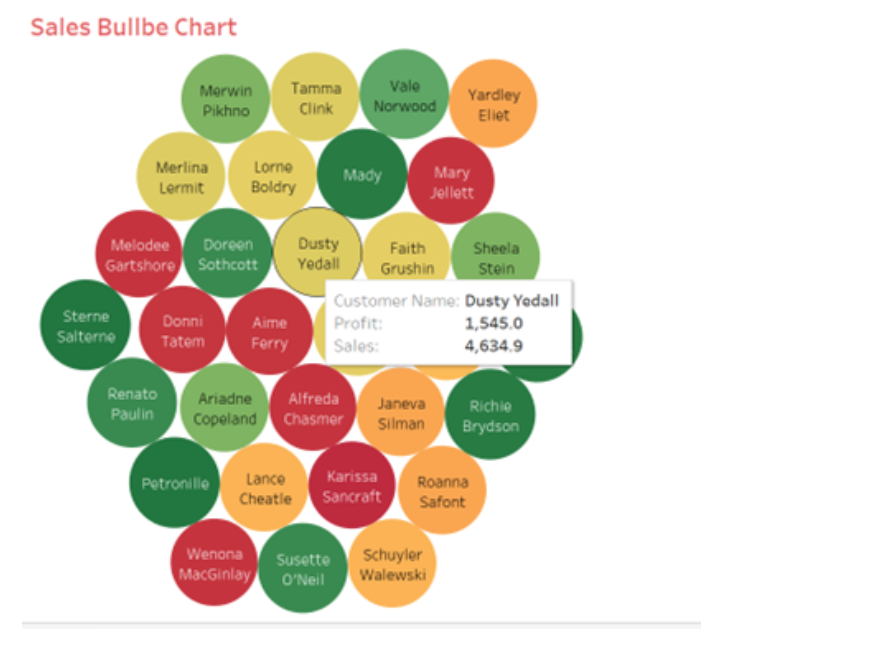 Sales Bullbe Chart
Merwin
Pikhno
Tamma
Clink
Vale
Norwood
Yardley
Eliet
Merlina
Lermit
Lorne
Boldry
Mady
Mary
Jellett
Melodee
Gartshore
Doreen
Sothcott
Dusty
Yedall
Faith
Grushin
Sheela
Stein
Customer Name: Dusty Yedall
Profit: 1,545.0
Sales: 4,634.9
Sterne
Salterne
Donni
Tatem
Aime
Ferry
Renato
Paulin
Ariadne
Copeland
Alfreda
Chasmer
Janeva
Silman
Richie
Brydson
Petronille
Lance
Cheatle
Karissa
Sancraft
Roanna
Safont
Wenona
MacGinlay
Susette
O'Neil
Schuyler
Walewski